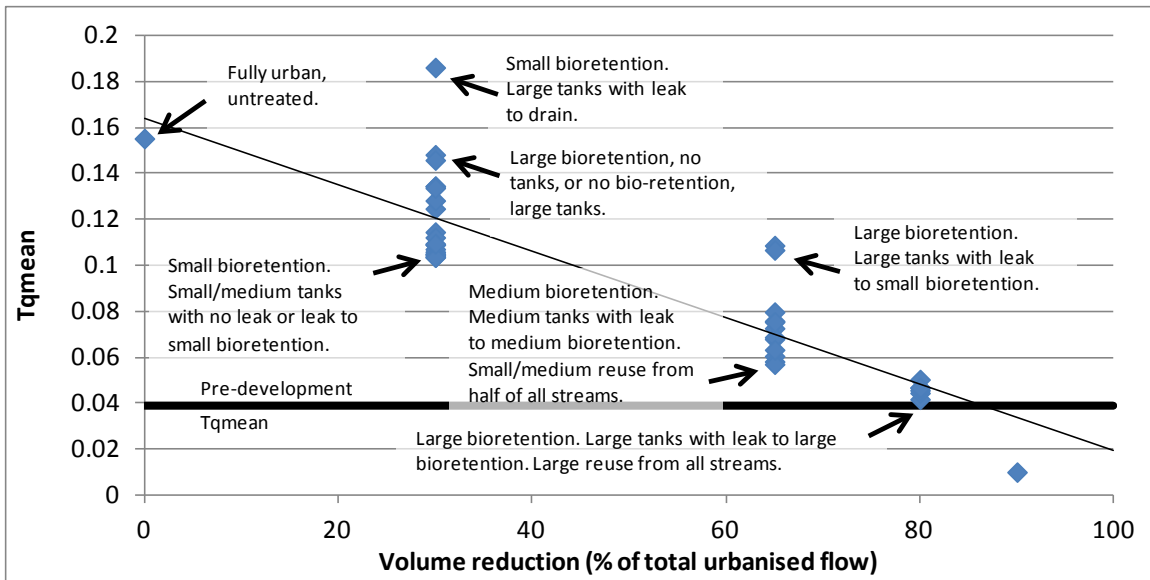 0.2
0.18
0.16
0.14
0.12
0.1
0.08
0.06
0.04
0.02
0
Tqmean
Fully urban,
untreated.
Small bioretention.
Large tanks with leak
to drain.
Large bioretention, no
tanks, or no bio-retention,
large tanks.
Small bioretention.
Small/medium tanks
with no leak or leak to
small bioretention.
Medium bioretention.
Medium tanks with leak
to medium bioretention.
Small/medium reuse from
half of all streams.
Large bioretention.
Large tanks with leak
to small bioretention.
Pre-development
Tqmean
Large bioretention. Large tanks with leak to large
bioretention. Large reuse from all streams.
0 20 40 60 80 100
Volume reduction (% of total urbanised flow)